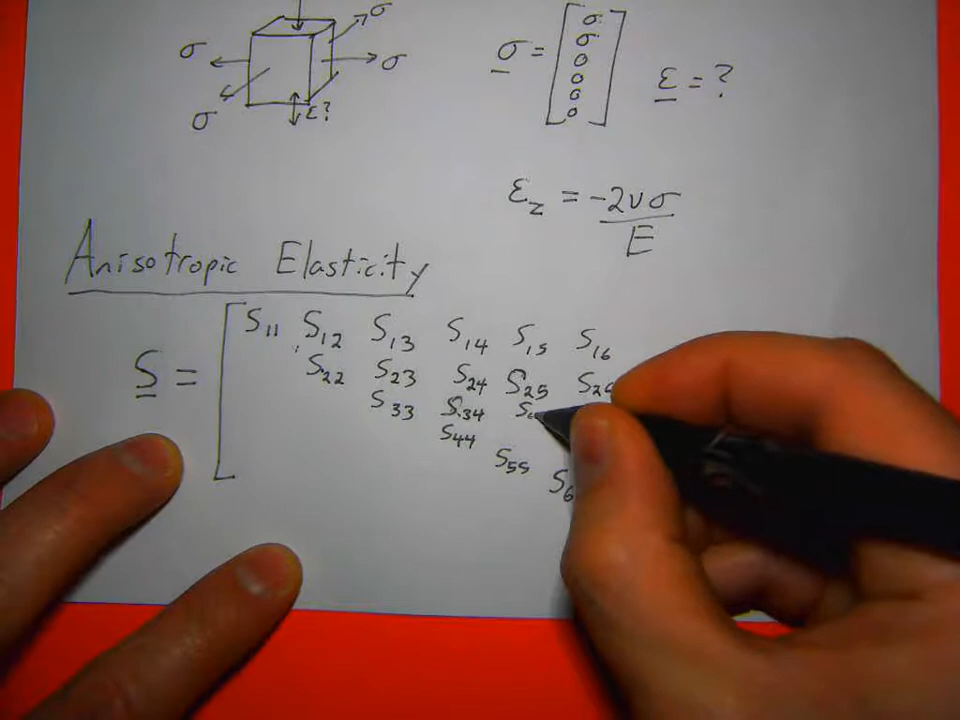 σ
σ
σ
σ
ε?
σ = [σ σ 0 0 0 0]
ε = ?
ε_z = -2νσ / E
Anisotropic Elasticity
S = [ S11 S12 S13 S14 S15 S16
S22 S23 S24 S25
S33 S34
S44
S55